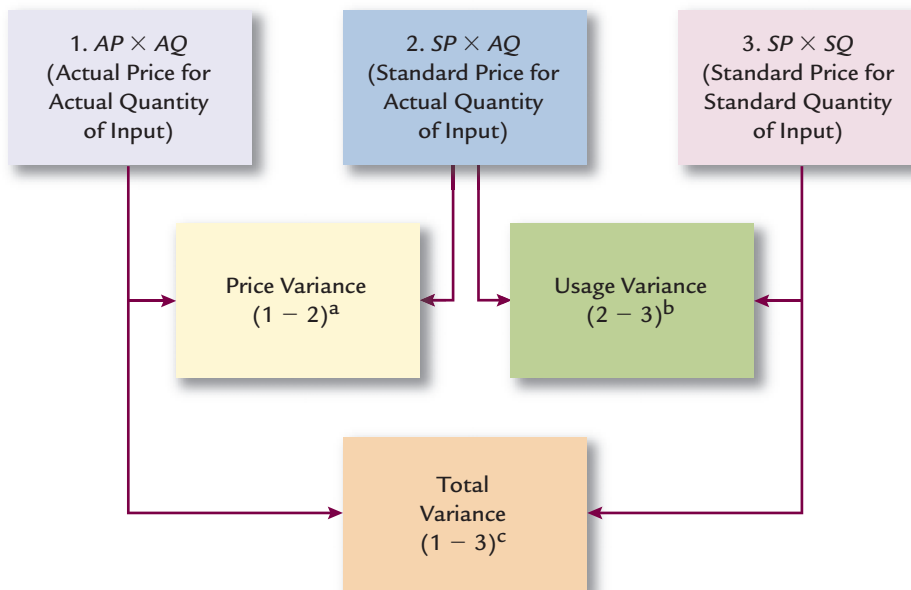 1. AP × AQ
(Actual Price for
Actual Quantity
of Input)
2. SP × AQ
(Standard Price for
Actual Quantity
of Input)
3. SP × SQ
(Standard Price for
Standard Quantity
of Input)
Price Variance
(1 − 2)ᵃ
Usage Variance
(2 − 3)ᵇ
Total
Variance
(1 − 3)ᶜ